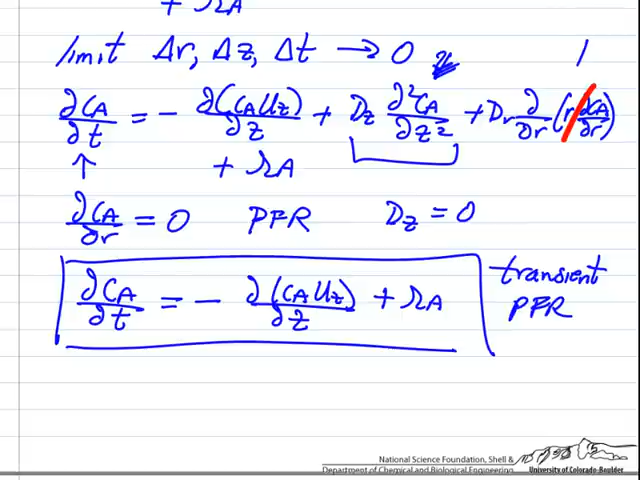 + rA
limit Δr, Δz, Δt → 0
∂CA/∂t = - ∂(CA Uz)/∂z + Dz ∂²CA/∂z² + Dr ∂/∂r (r ∂CA/∂r)
+ rA
∂CA/∂r = 0 PFR Dz = 0
∂CA/∂t = - ∂(CA Uz)/∂z + rA
transient
PFR
National Science Foundation, Shell &
Department of Chemical and Biological Engineering
University of Colorado-Boulder